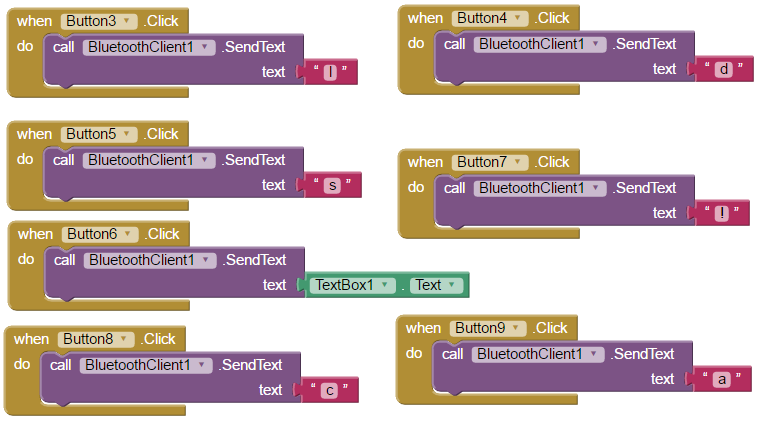 when Button3 .Click
do call BluetoothClient1 .SendText
text “ l ”
when Button4 .Click
do call BluetoothClient1 .SendText
text “ d ”
when Button5 .Click
do call BluetoothClient1 .SendText
text “ s ”
when Button7 .Click
do call BluetoothClient1 .SendText
text “ ! ”
when Button6 .Click
do call BluetoothClient1 .SendText
text TextBox1 . Text
when Button8 .Click
do call BluetoothClient1 .SendText
text “ c ”
when Button9 .Click
do call BluetoothClient1 .SendText
text “ a ”